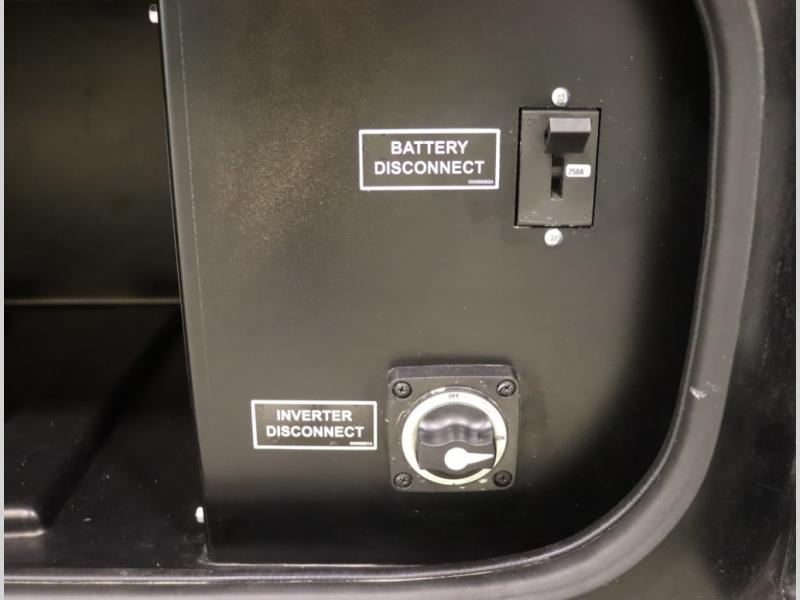 BATTERY
DISCONNECT
250A
OFF
ON
INVERTER
DISCONNECT